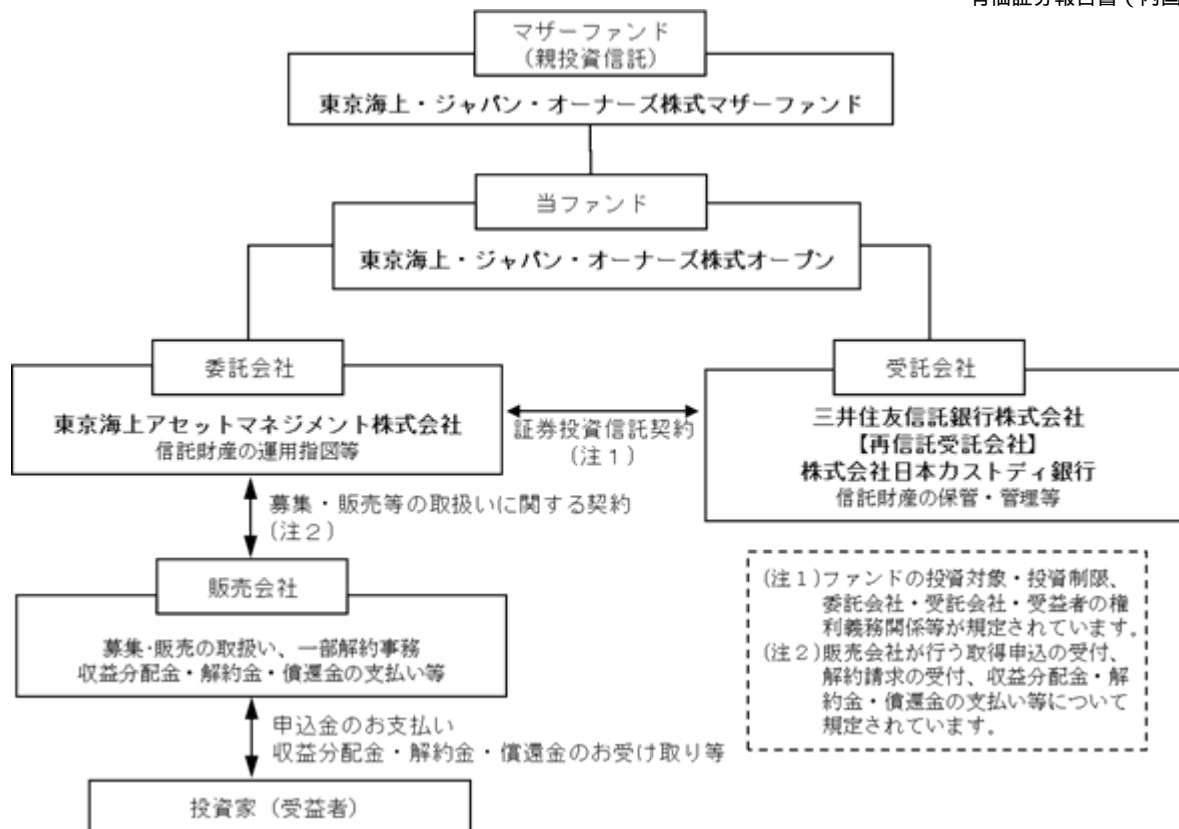 マザーファンド
(親投資信託)
東京海上・ジャパン・オーナーズ株式マザーファンド
当ファンド
東京海上・ジャパン・オーナーズ株式オープン
委託会社
東京海上アセットマネジメント株式会社
信託財産の運用指図等
証券投資信託契約
(注1)
受託会社
三井住友信託銀行株式会社
【再信託受託会社】
株式会社日本カストディ銀行
信託財産の保管・管理等
募集・販売等の取扱いに関する契約
(注2)
販売会社
募集・販売の取扱い、一部解約事務
収益分配金・解約金・償還金の支払い等
(注1)ファンドの投資対象・投資制限、
委託会社・受託会社・受益者の権
利義務関係等が規定されています。
(注2)販売会社が行う取得申込の受付、
解約請求の受付、収益分配金・解
約金・償還金の支払い等について
規定されています。
申込金のお支払い
収益分配金・解約金・償還金のお受け取り等
投資家(受益者)